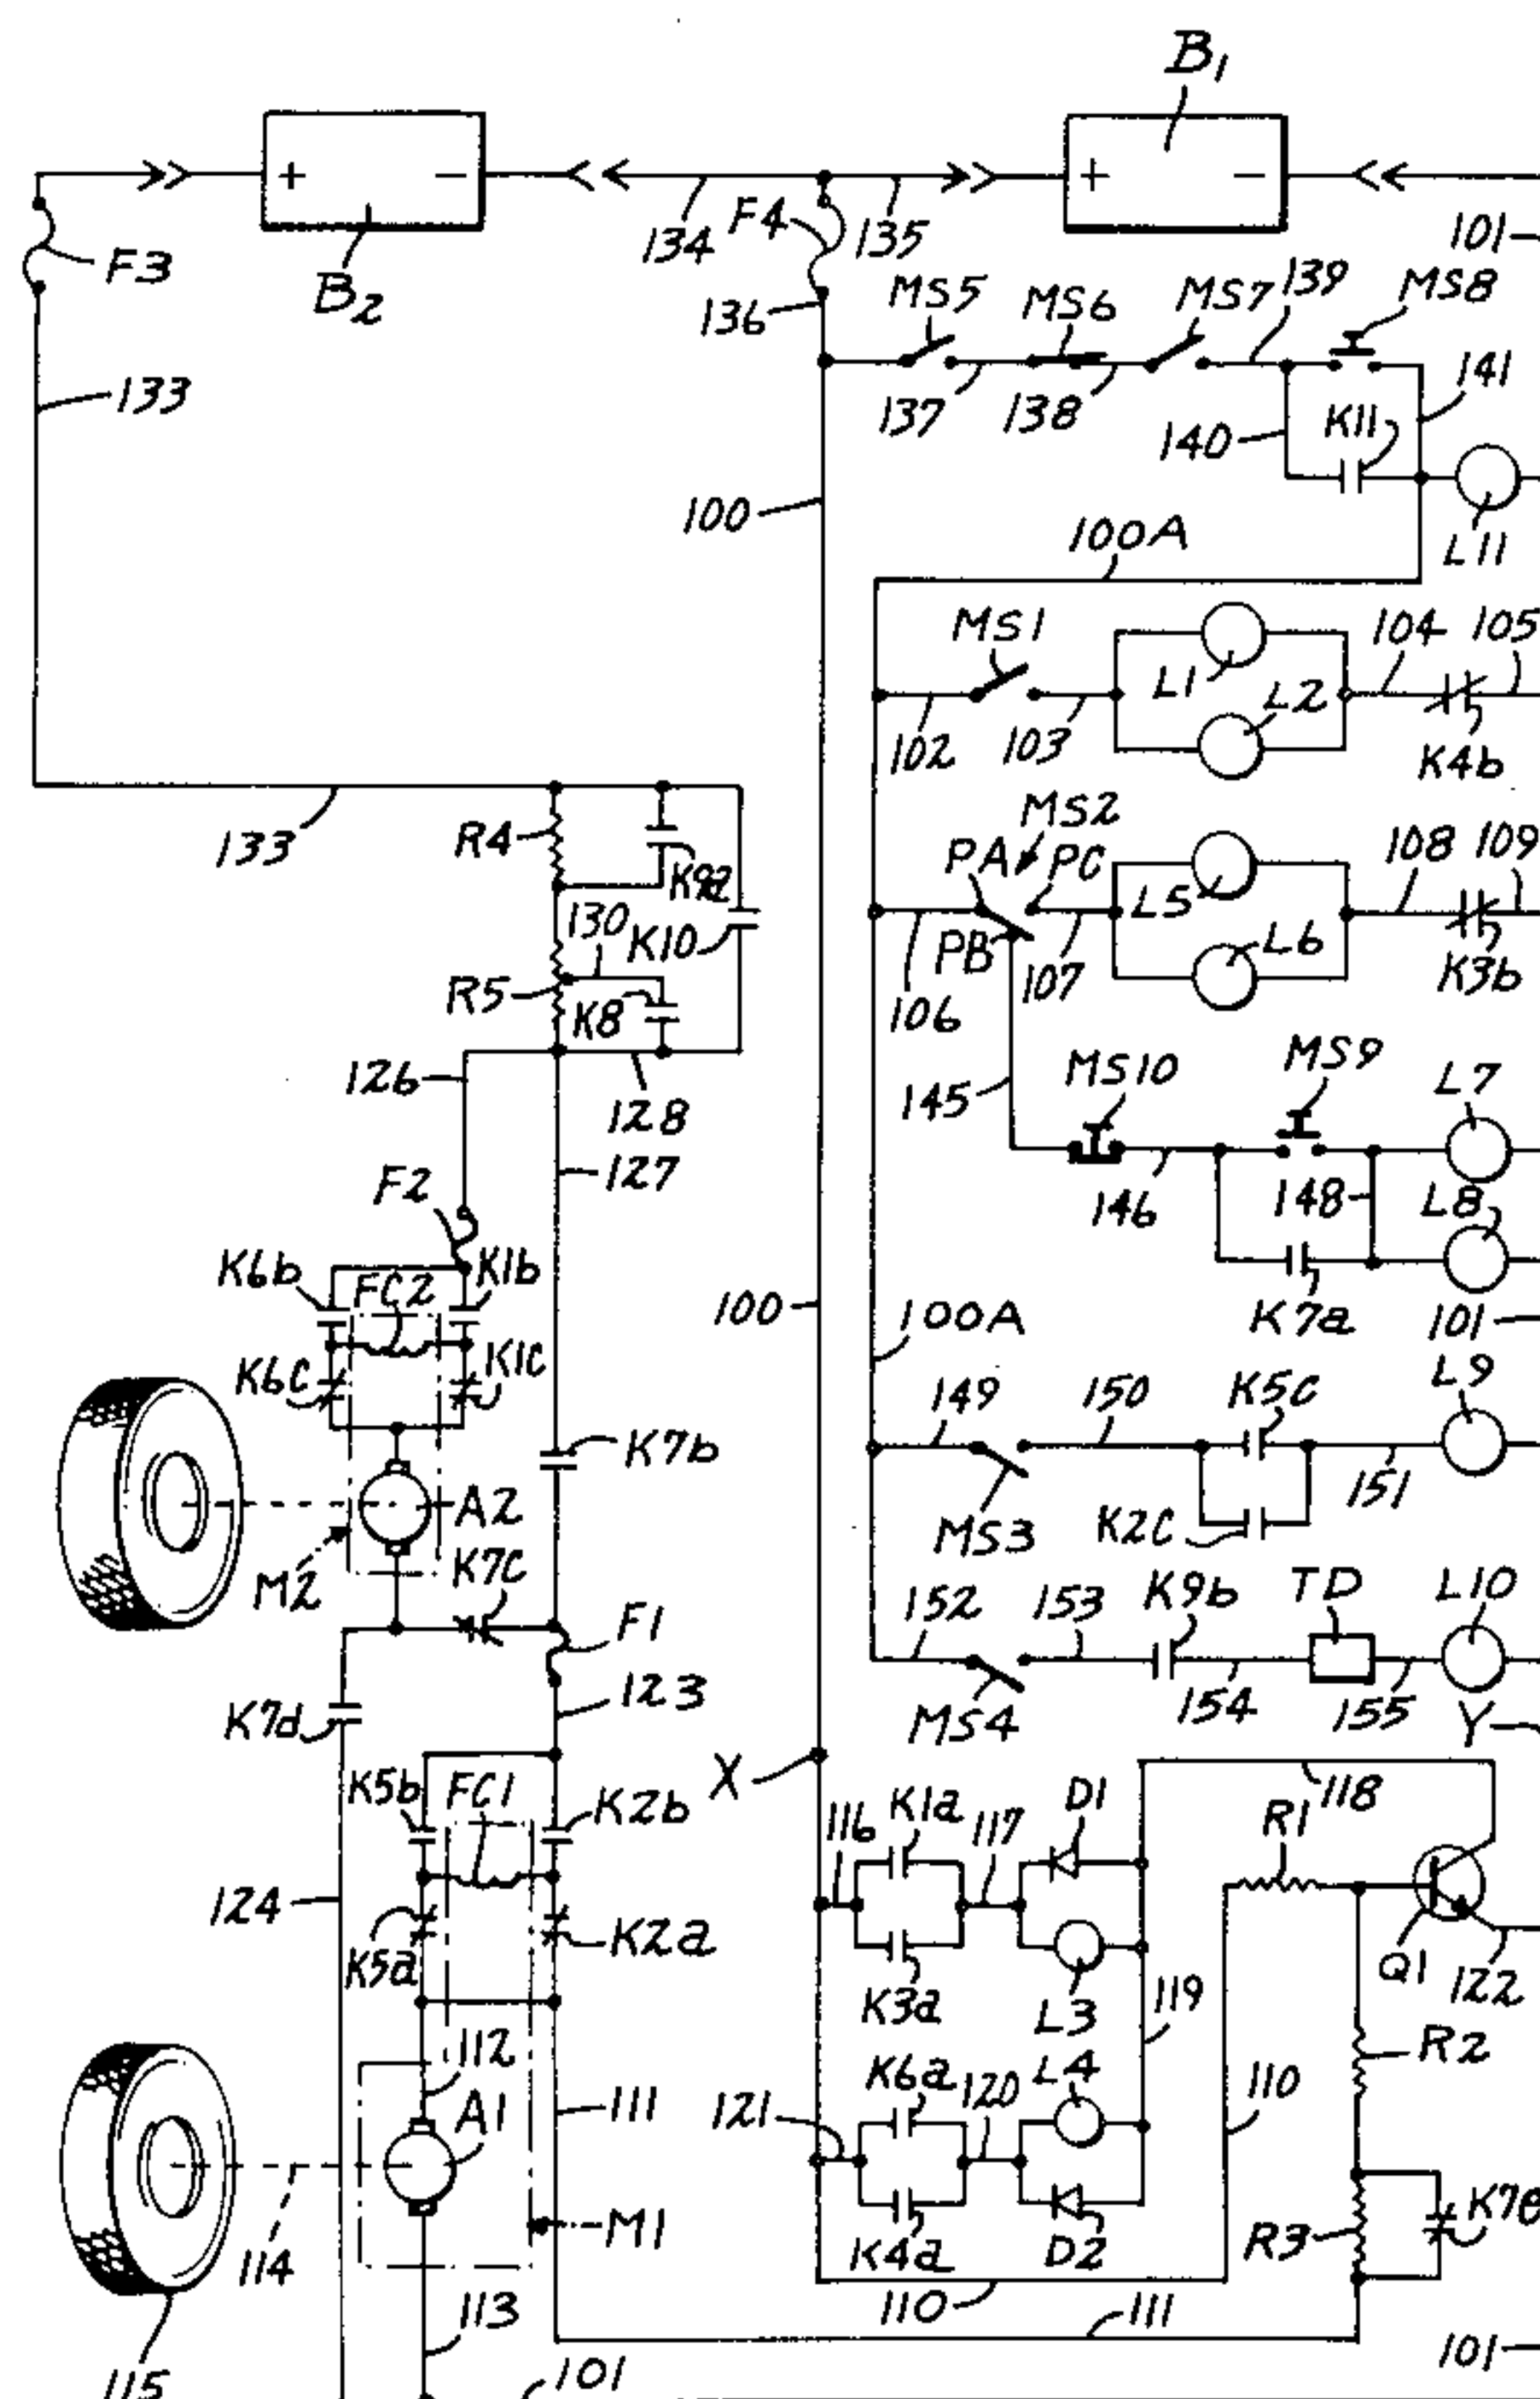 B1
+ - + -
134 F4 135 101
F3
B2
136 MS5 MS6 MS7 139 MS8
133 137 138 141
140 K11
100
100A L11
MS1 104 105
L1 L2
102 103 K4b
133 R4 MS2
K9a PA PC 108 109
130 K10 L5
R5 PB L6
K8 107 K3b
106
126 MS10 MS9 L7
145
128
127
F2 146 148 L8
K6b K1b
FC2 K7a 101
100 100A
K6C K1C L9
149 150 K5C
K7b
A2 151
MS3 K2C
M2 K7C
152 153 K9b TD L10
F1
123 154 155
K7d MS4 Y
X 118
K5b FC1 K2b 116 K1a D1 R1
117
124
K5a K2a Q1 122
K3a L3 119
R2
112 K6a 120 L4 110
A1 111 121
M1 R3 K7e
114 K4a D2
113 110 111
115 101 101